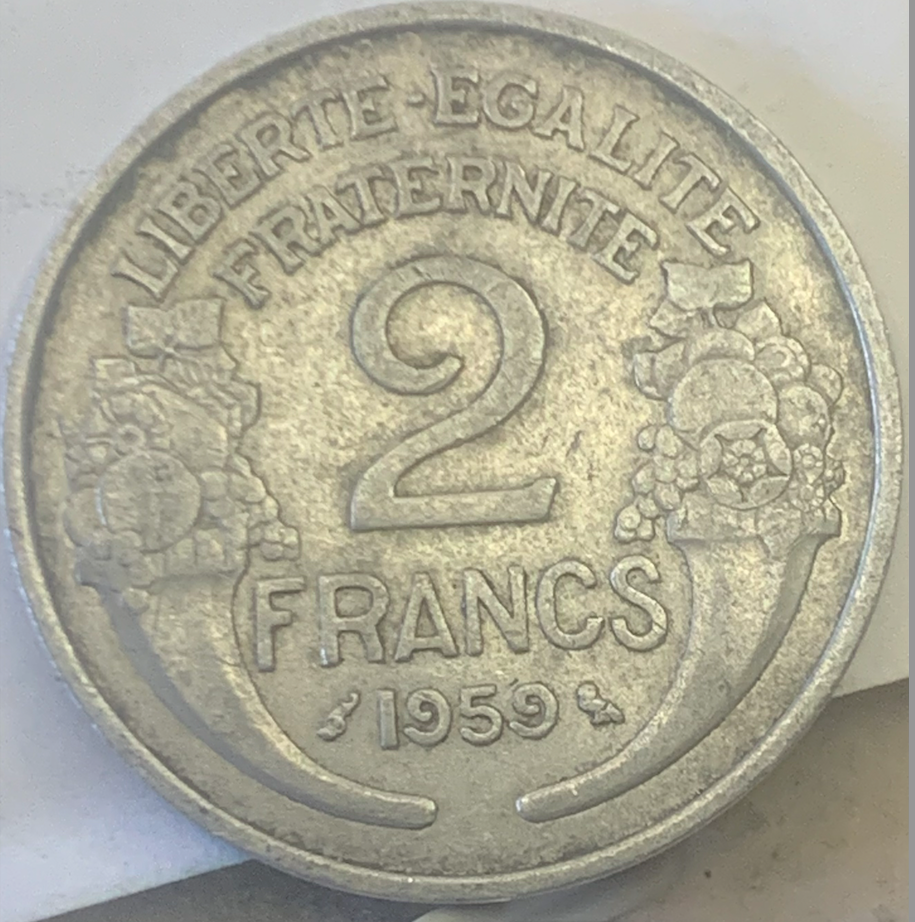 LIBERTE·EGALITE
FRATERNITE
2
FRANCS
1959